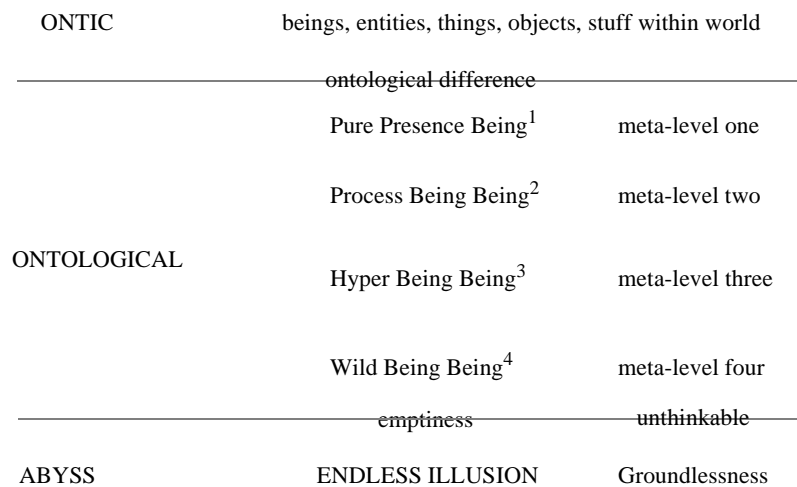 ONTIC beings, entities, things, objects, stuff within world
ontological difference
Pure Presence Being1 meta-level one
Process Being Being2 meta-level two
ONTOLOGICAL
Hyper Being Being3 meta-level three
Wild Being Being4 meta-level four
emptiness unthinkable
ABYSS ENDLESS ILLUSION Groundlessness